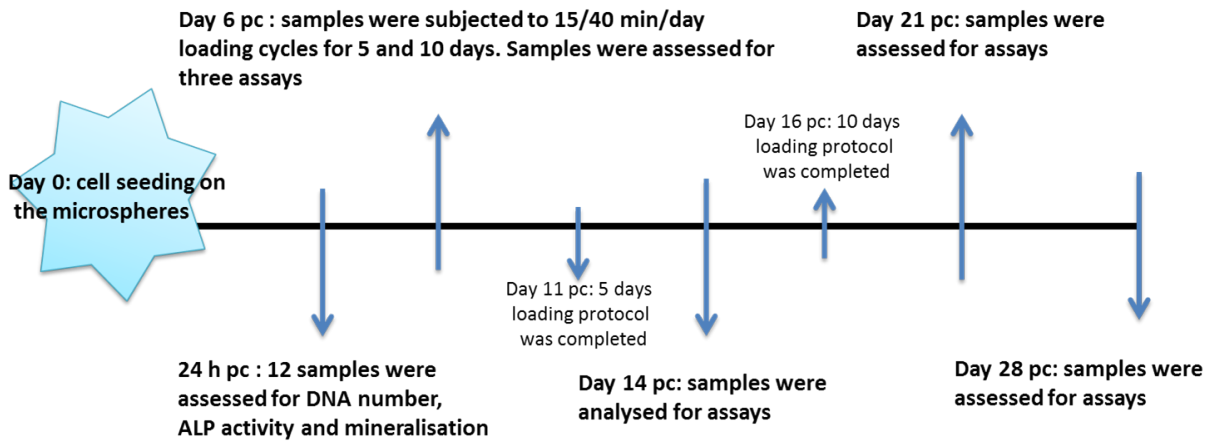 Day 0: cell seeding on
the microspheres
24 h pc : 12 samples were
assessed for DNA number,
ALP activity and mineralisation
Day 6 pc : samples were subjected to 15/40 min/day
loading cycles for 5 and 10 days. Samples were assessed for
three assays
Day 11 pc: 5 days
loading protocol
was completed
Day 14 pc: samples were
analysed for assays
Day 16 pc: 10 days
loading protocol
was completed
Day 21 pc: samples were
assessed for assays
Day 28 pc: samples were
assessed for assays